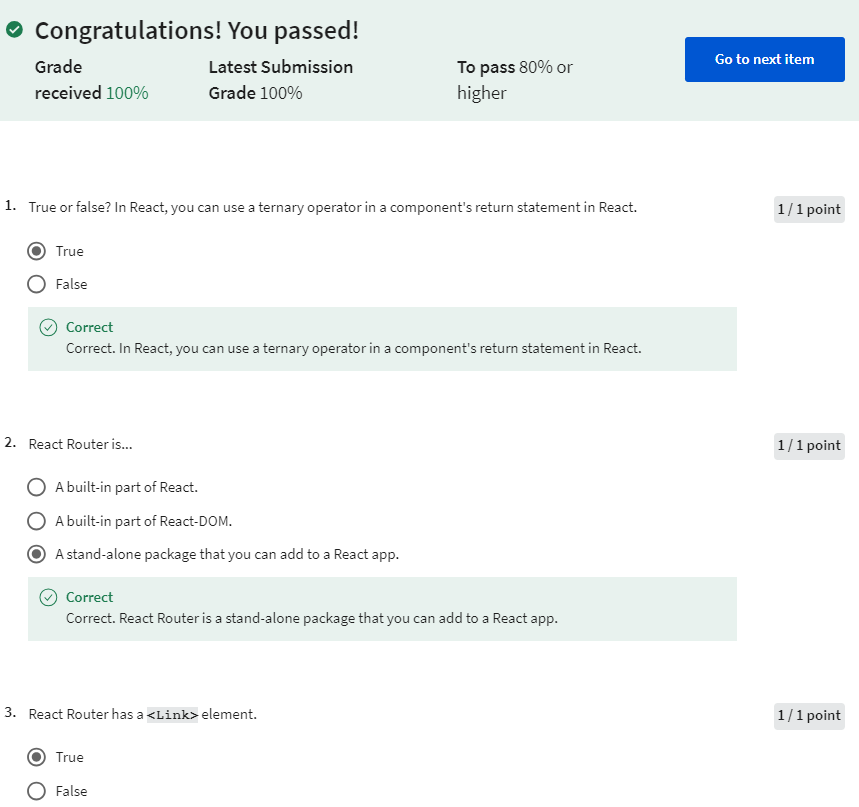 Congratulations! You passed!
Grade received 100%
Latest Submission Grade 100%
To pass 80% or higher
Go to next item
1. True or false? In React, you can use a ternary operator in a component's return statement in React.
1 / 1 point
True
False
Correct
Correct. In React, you can use a ternary operator in a component's return statement in React.
2. React Router is...
1 / 1 point
A built-in part of React.
A built-in part of React-DOM.
A stand-alone package that you can add to a React app.
Correct
Correct. React Router is a stand-alone package that you can add to a React app.
3. React Router has a <Link> element.
1 / 1 point
True
False